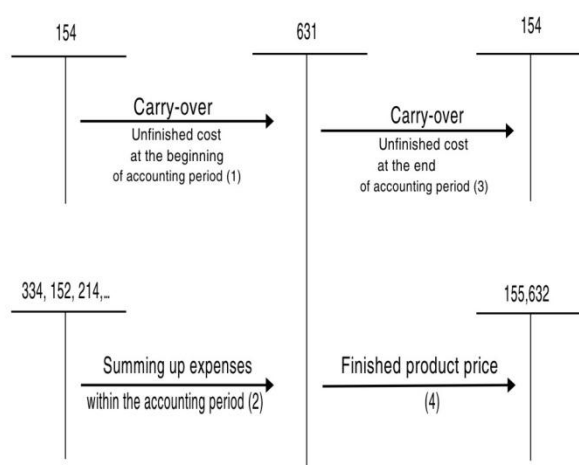 154
631
154
Carry-over
Unfinished cost
at the beginning
of accounting period (1)
Carry-over
Unfinished cost
at the end
of accounting period (3)
334, 152, 214,..
155,632
Summing up expenses
within the accounting period (2)
Finished product price
(4)